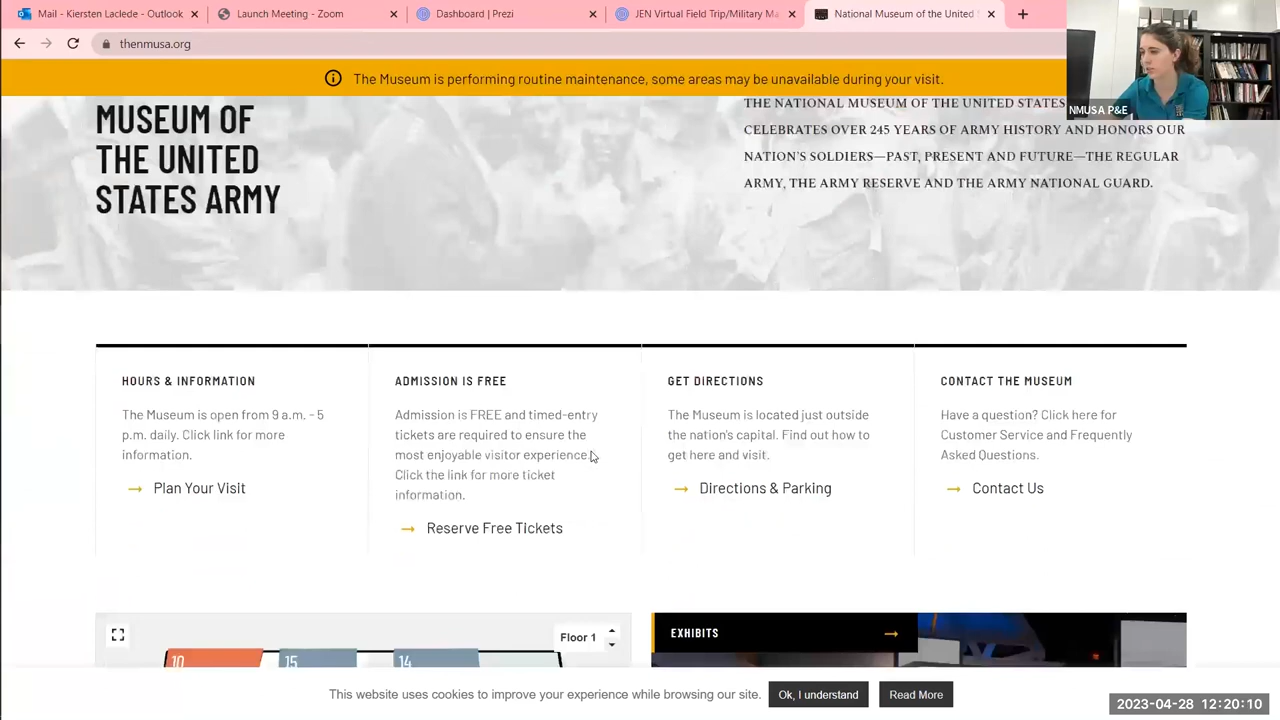 Mail - Kiersten Laclede - Outlook
Launch Meeting - Zoom
Dashboard | Prezi
JEN Virtual Field Trip/Military Ma
National Museum of the United
thenmusa.org
The Museum is performing routine maintenance, some areas may be unavailable during your visit.
NMUSA P&E
MUSEUM OF
THE UNITED
STATES ARMY
THE NATIONAL MUSEUM OF THE UNITED STATES
CELEBRATES OVER 245 YEARS OF ARMY HISTORY AND HONORS OUR
NATION'S SOLDIERS—PAST, PRESENT AND FUTURE—THE REGULAR
ARMY, THE ARMY RESERVE AND THE ARMY NATIONAL GUARD.
HOURS & INFORMATION
The Museum is open from 9 a.m. - 5
p.m. daily. Click link for more
information.
→ Plan Your Visit
ADMISSION IS FREE
Admission is FREE and timed-entry
tickets are required to ensure the
most enjoyable visitor experience.
Click the link for more ticket
information.
→ Reserve Free Tickets
GET DIRECTIONS
The Museum is located just outside
the nation's capital. Find out how to
get here and visit.
→ Directions & Parking
CONTACT THE MUSEUM
Have a question? Click here for
Customer Service and Frequently
Asked Questions.
→ Contact Us
Floor 1
10
15
14
EXHIBITS →
This website uses cookies to improve your experience while browsing our site.
Ok, I understand
Read More
2023-04-28 12:20:10